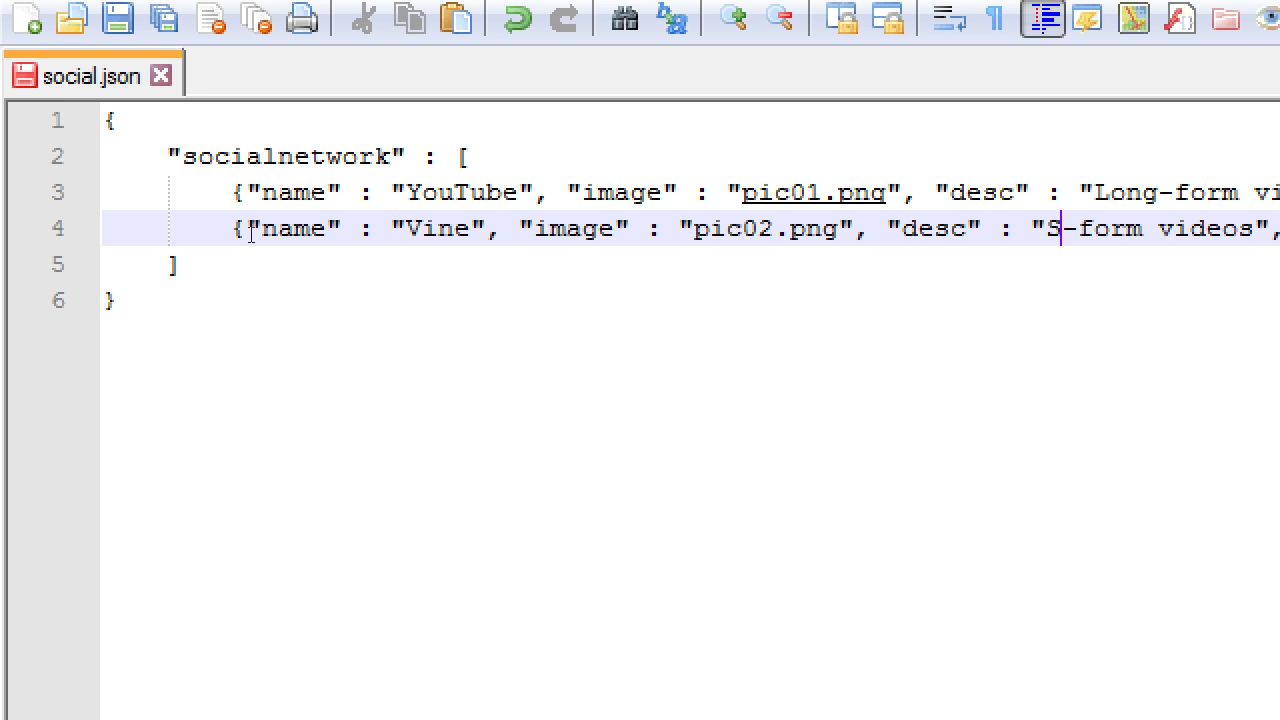 social.json
1 {
2 "socialnetwork" : [
3 {"name" : "YouTube", "image" : "pic01.png", "desc" : "Long-form vi
4 {"name" : "Vine", "image" : "pic02.png", "desc" : "S-form videos",
5 ]
6 }